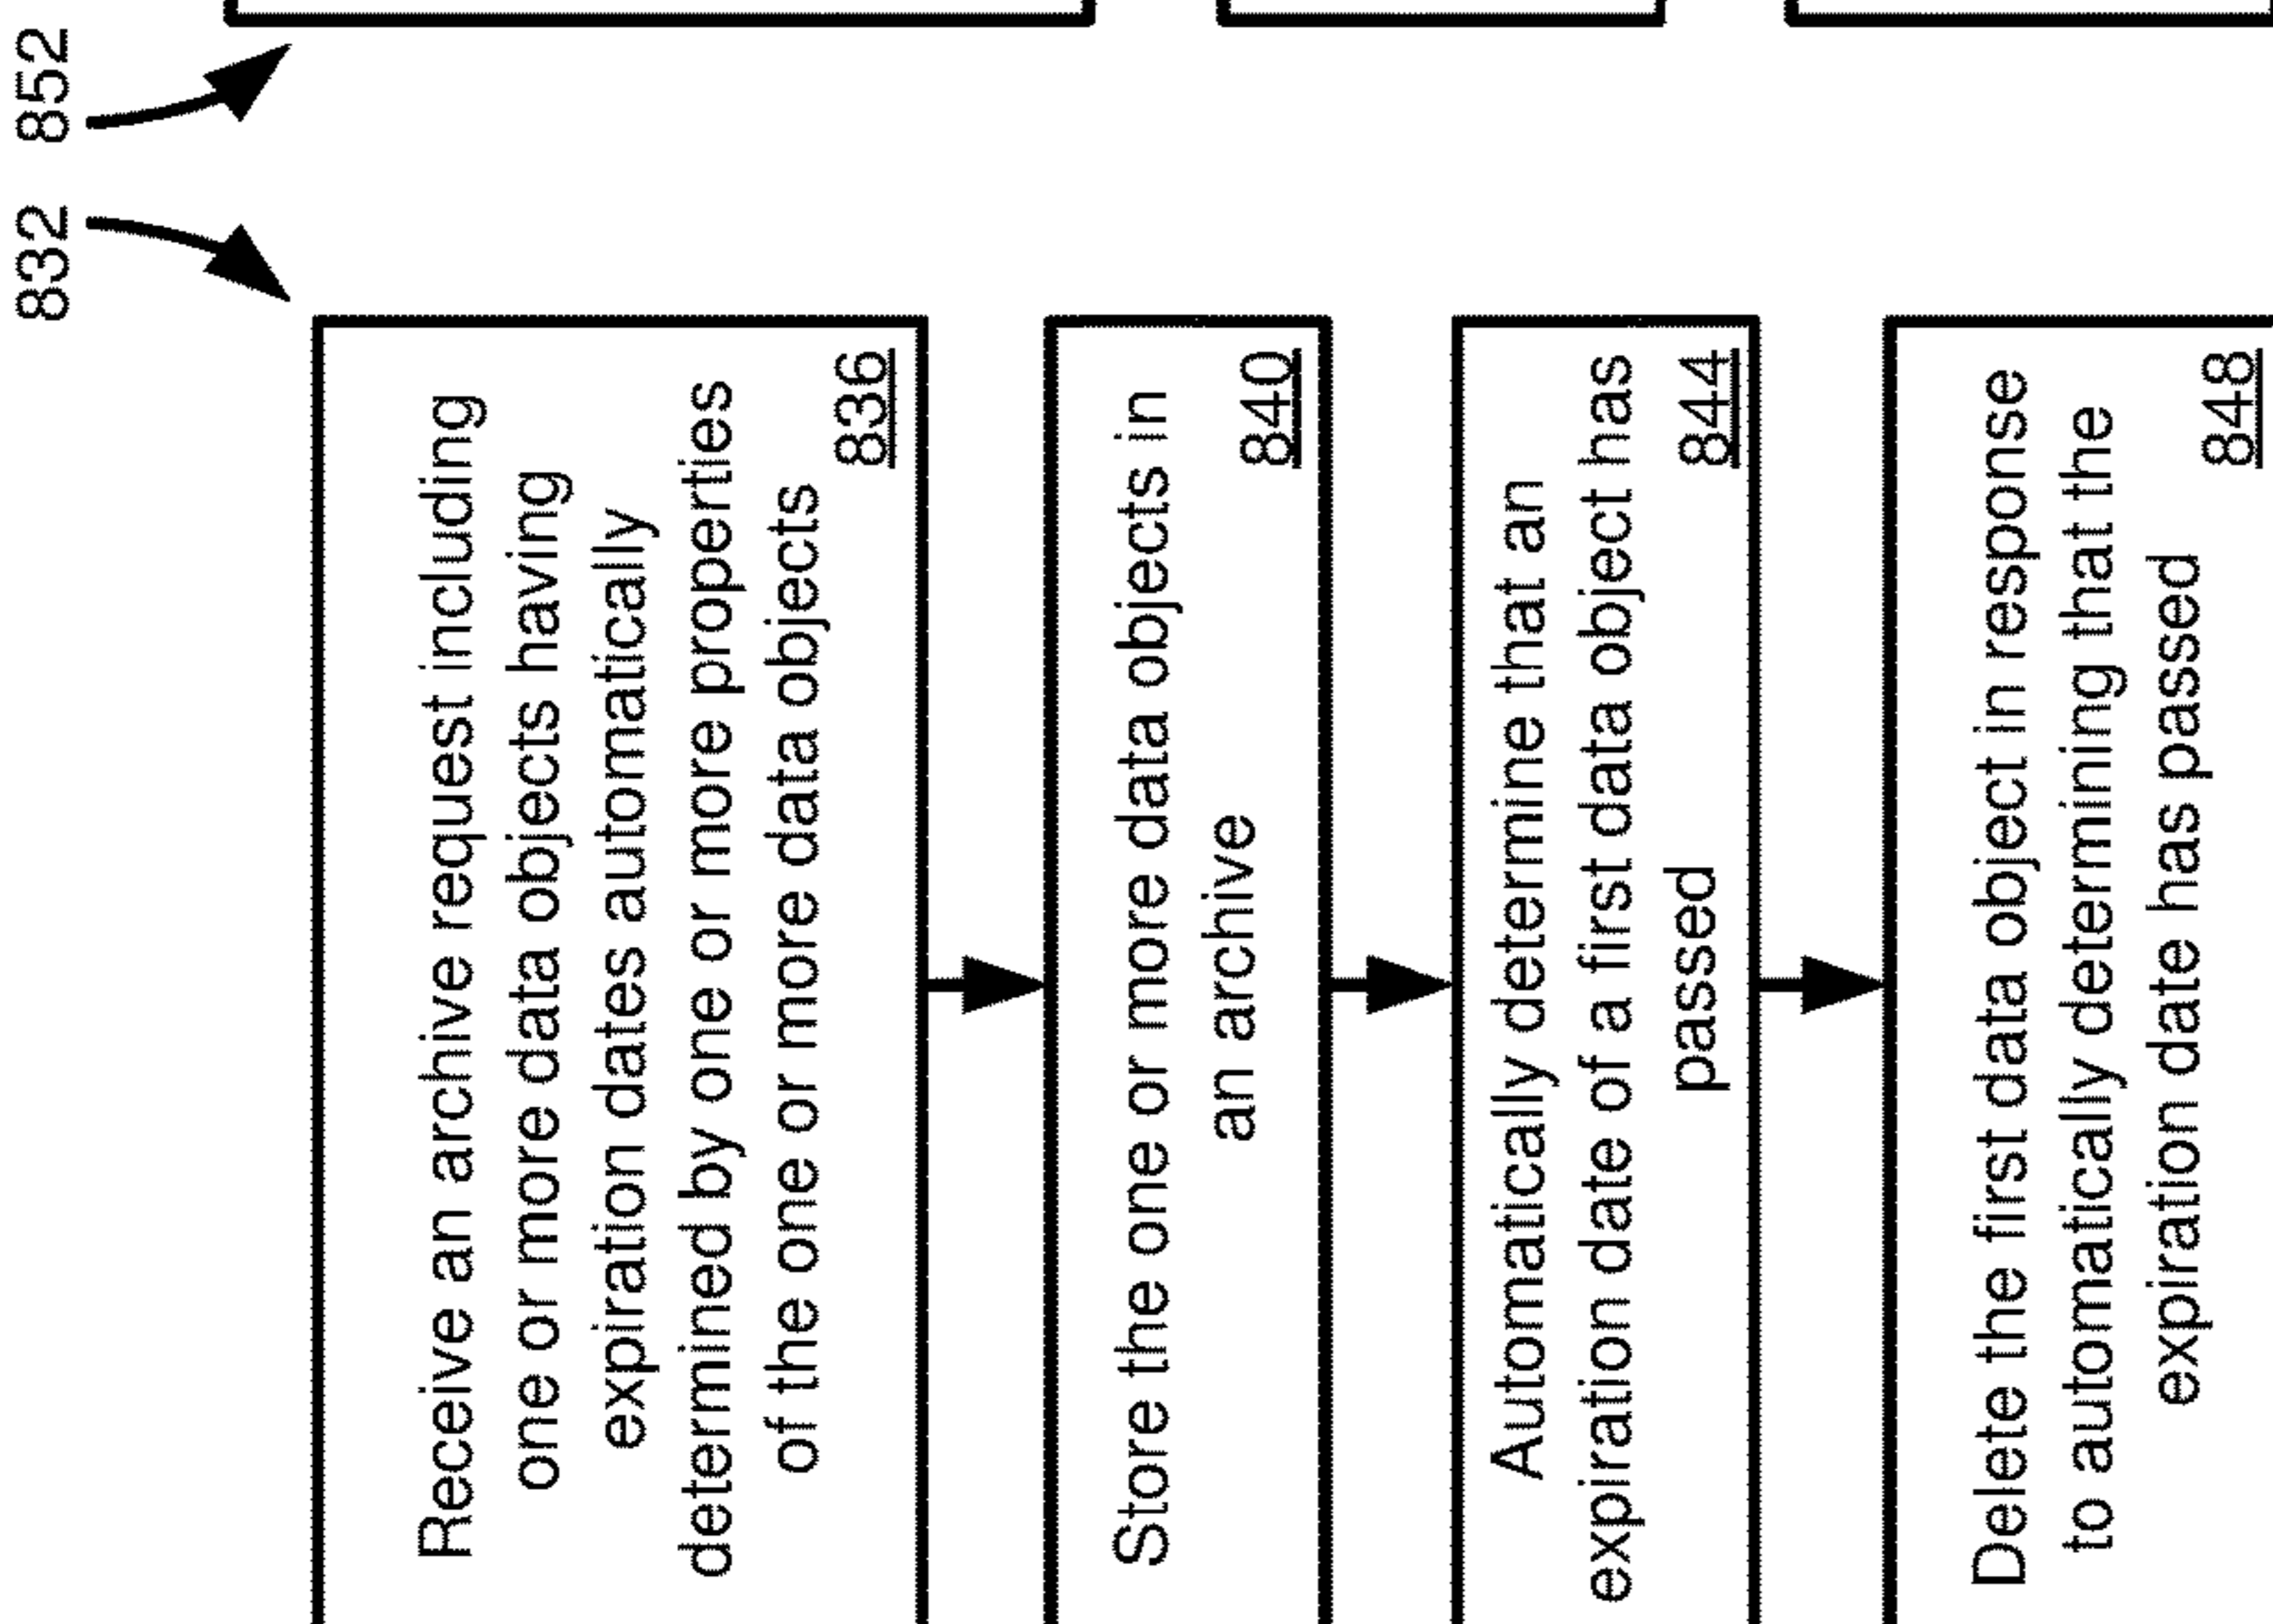 832
852
Receive an archive request including
one or more data objects having
expiration dates automatically
determined by one or more properties
of the one or more data objects
836
Store the one or more data objects in
an archive
840
Automatically determine that an
expiration date of a first data object has
passed
844
Delete the first data object in response
to automatically determining that the
expiration date has passed
848